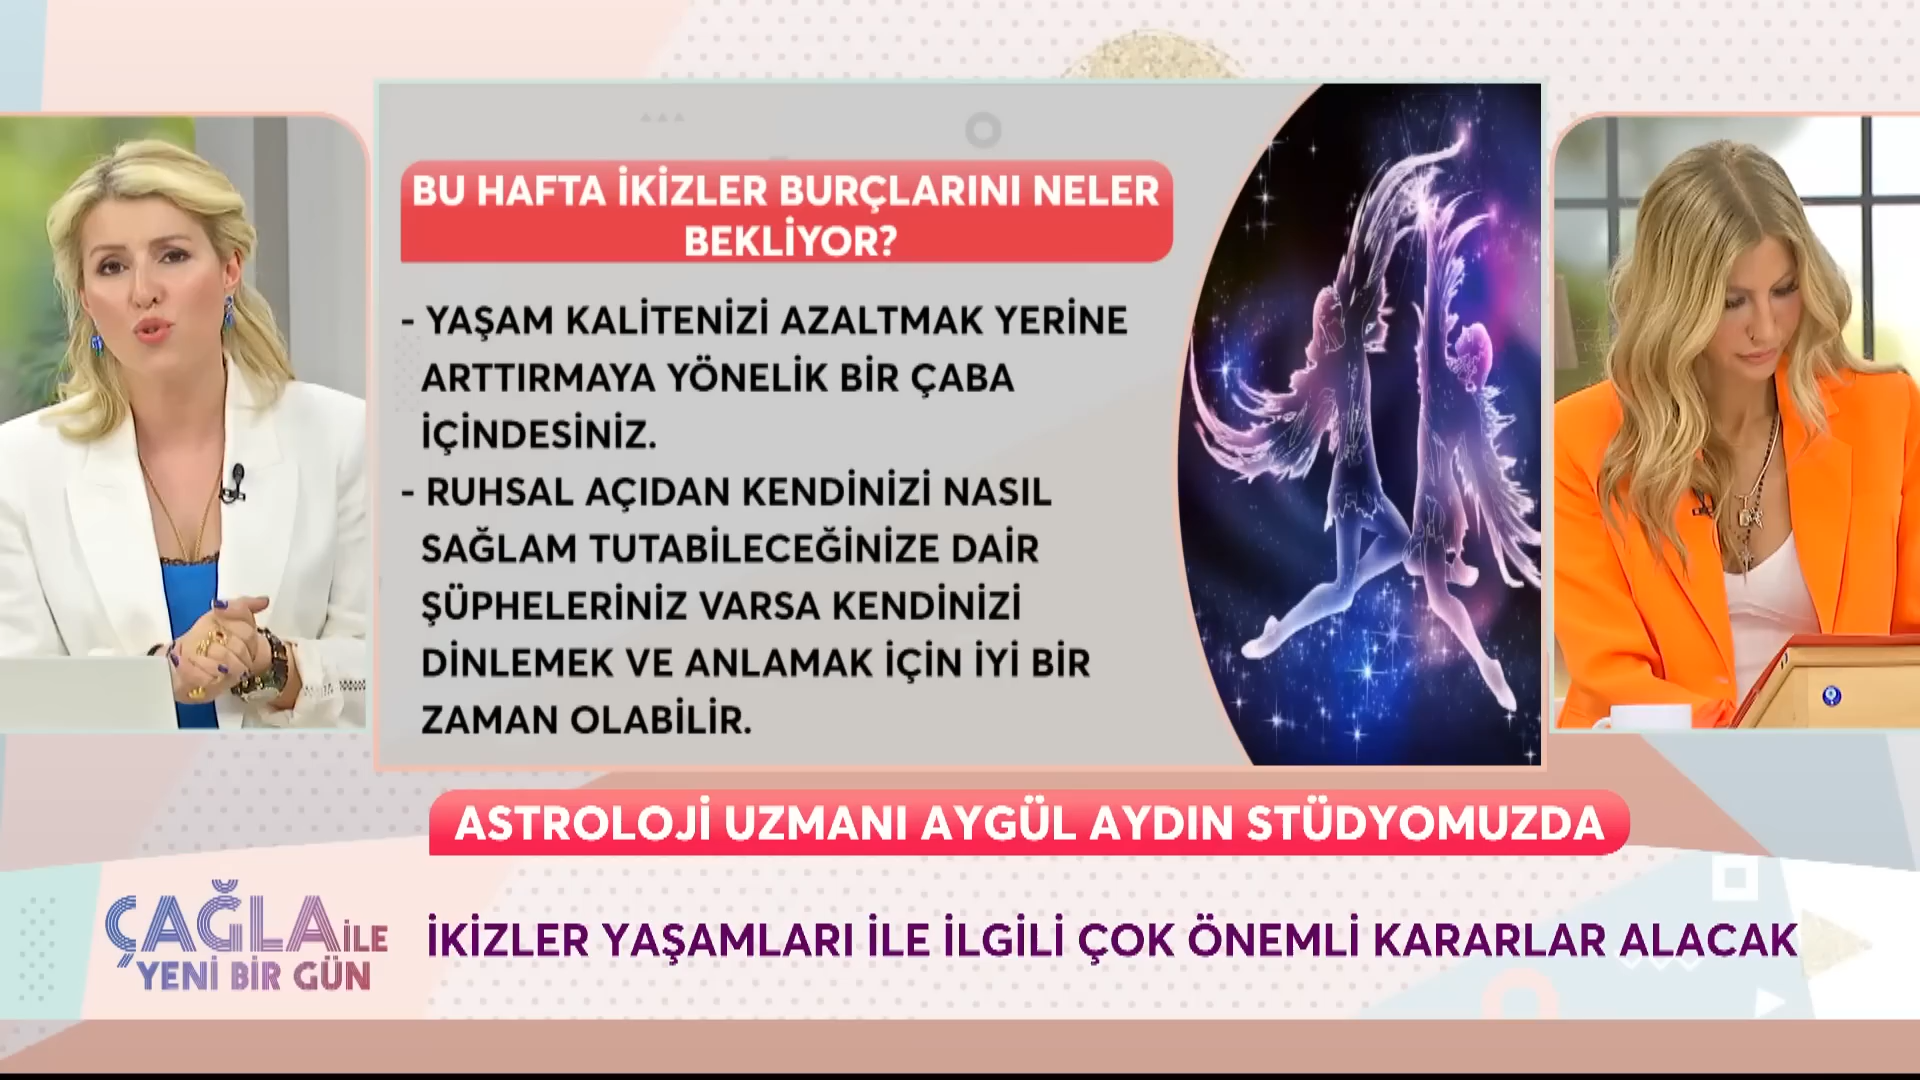 BU HAFTA İKİZLER BURÇLARINI NELER
BEKLİYOR?
- YAŞAM KALİTENİZİ AZALTMAK YERİNE
ARTTIRMAYA YÖNELİK BİR ÇABA
İÇİNDESİNİZ.
- RUHSAL AÇIDAN KENDİNİZİ NASIL
SAĞLAM TUTABİLECEĞİNİZE DAİR
ŞÜPHELERİNİZ VARSA KENDİNİZİ
DİNLEMEK VE ANLAMAK İÇİN İYİ BİR
ZAMAN OLABİLİR.
ASTROLOJİ UZMANI AYGÜL AYDIN STÜDYOMUZDA
ÇAĞLA İLE
YENİ BİR GÜN
İKİZLER YAŞAMLARI İLE İLGİLİ ÇOK ÖNEMLİ KARARLAR ALACAK